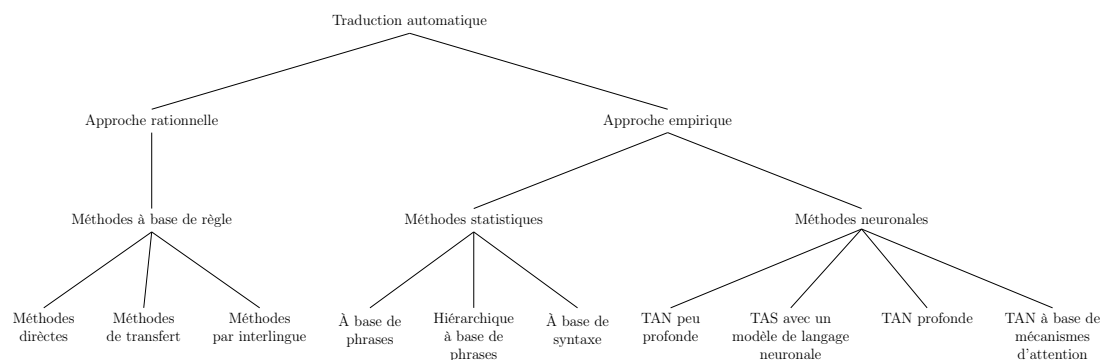 Traduction automatique
Approche rationnelle
Approche empirique
Méthodes à base de règle
Méthodes statistiques
Méthodes neuronales
Méthodes
dirèctes
Méthodes
de transfert
Méthodes
par interlingue
À base de
phrases
Hiérarchique
à base de
phrases
À base de
syntaxe
TAN peu
profonde
TAS avec un
modèle de langage
neuronale
TAN profonde
TAN à base de
mécanismes
d'attention